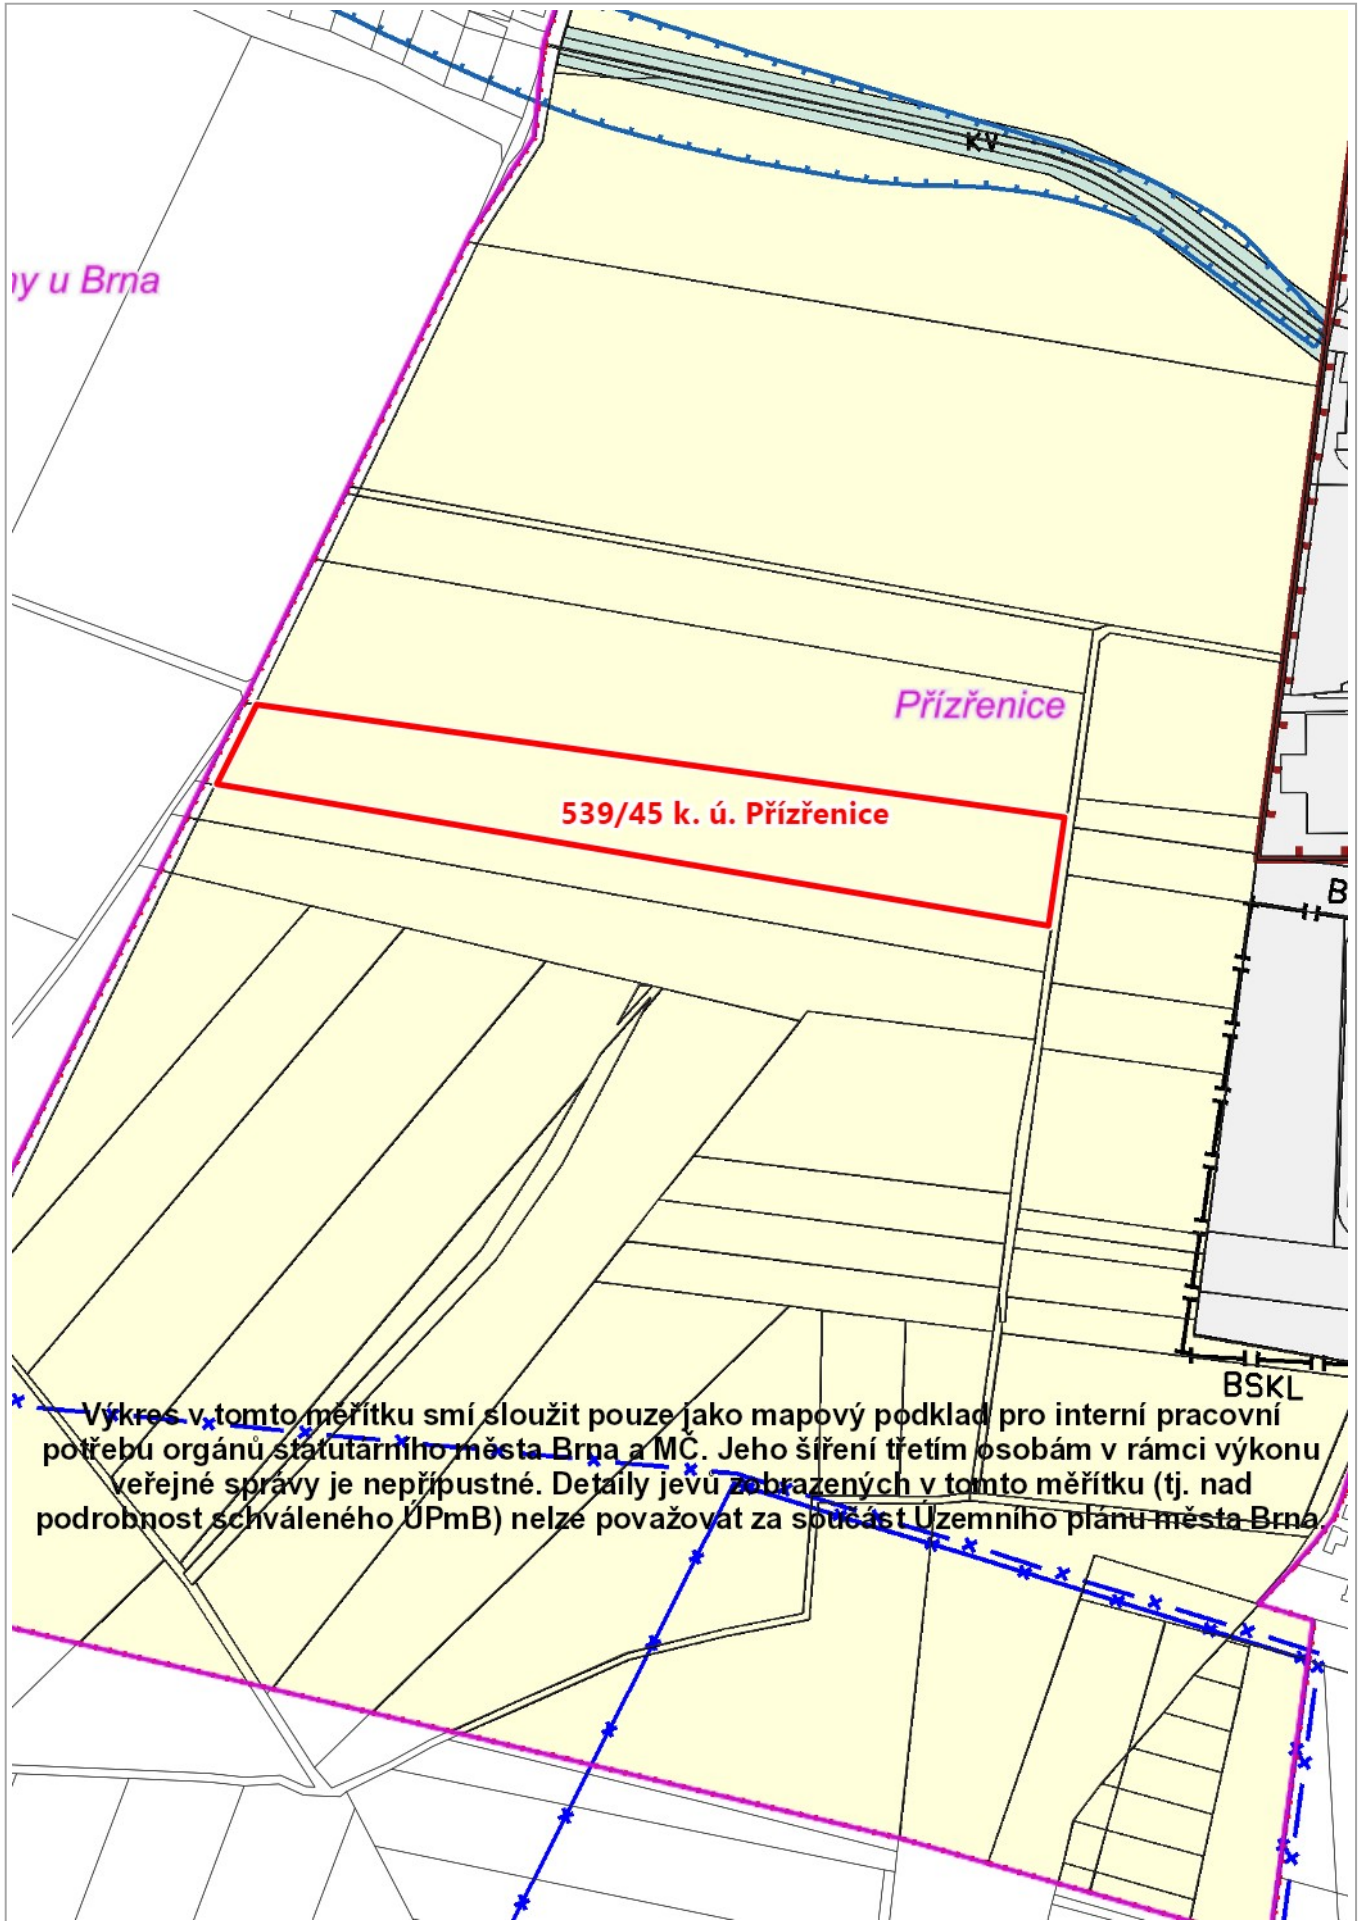 KV
ny u Brna
Přízřenice
539/45 k. ú. Přízřenice
B
BSKL
Výkres v tomto měřítku smí sloužit pouze jako mapový podklad pro interní pracovní
potřebu orgánů statutárního města Brna a MČ. Jeho šíření třetím osobám v rámci výkonu
veřejné správy je nepřípustné. Detaily jevů zobrazených v tomto měřítku (tj. nad
podrobnost schváleného ÚPmB) nelze považovat za součást Územního plánu města Brna.